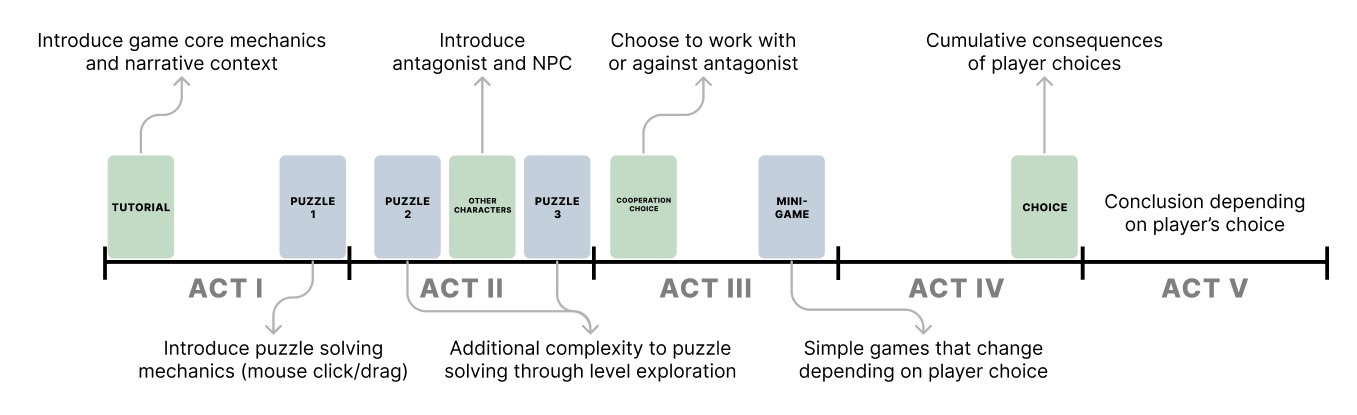 Introduce game core mechanics
and narrative context
Introduce
antagonist and NPC
Choose to work with
or against antagonist
Cumulative consequences
of player choices
TUTORIAL
PUZZLE
1
PUZZLE
2
OTHER
CHARACTERS
PUZZLE
3
COOPERATION
CHOICE
MINI-
GAME
CHOICE
Conclusion depending
on player’s choice
ACT I
ACT II
ACT III
ACT IV
ACT V
Introduce puzzle solving
mechanics (mouse click/drag)
Additional complexity to puzzle
solving through level exploration
Simple games that change
depending on player choice